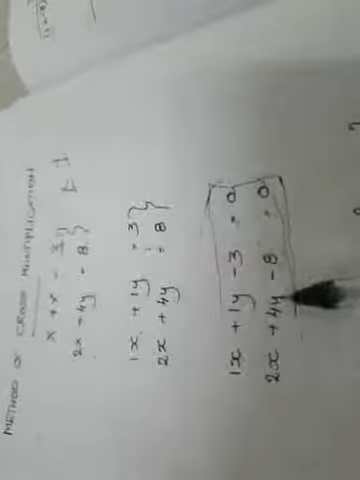 METHOD OF CROSS MULTIPLICATION
x + y = 3 }
2x + 4y = 8 }
1x + 1y = 3 }
2x + 4y = 8 }
1x + 1y - 3 = 0
2x + 4y - 8 = 0